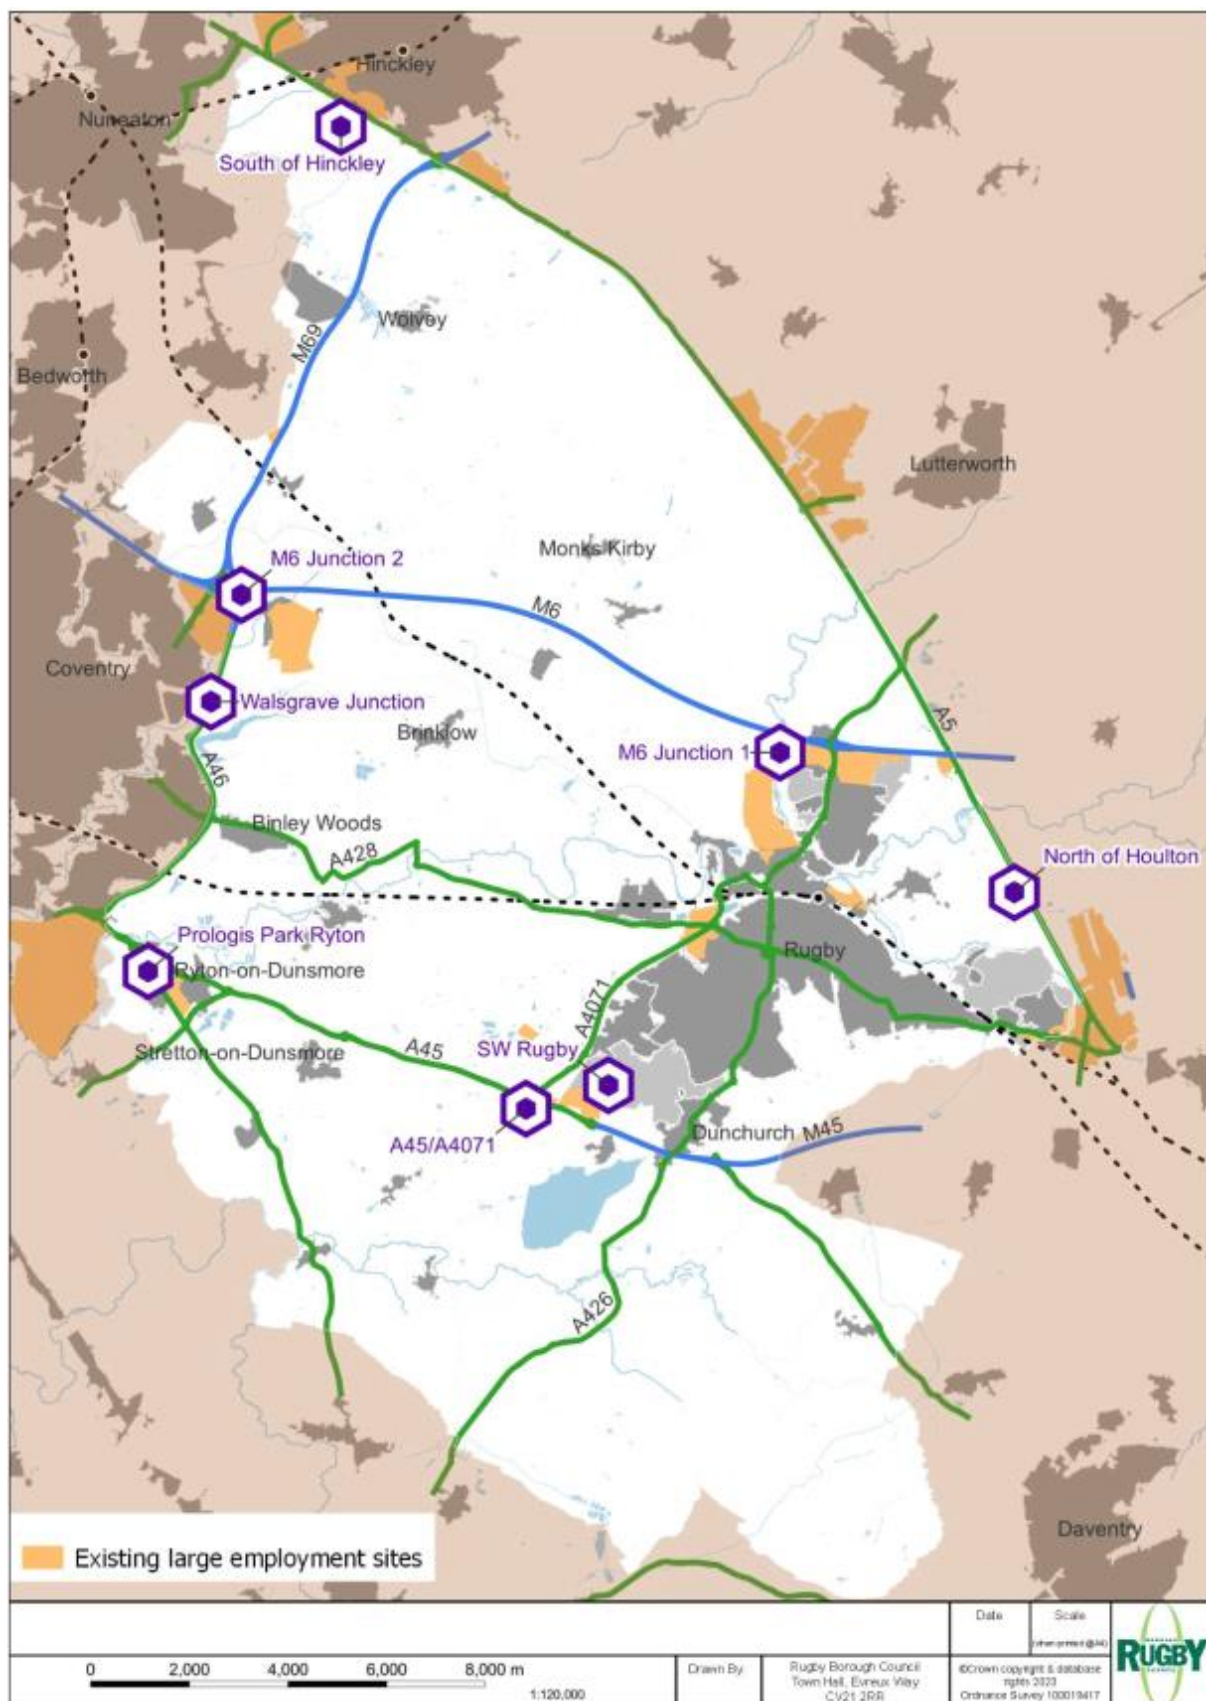 Hinckley
Nuneaton
South of Hinckley
Wolvey
M69
Bedworth
Lutterworth
Monks Kirby
M6 Junction 2
M6
Coventry
Walsgrave Junction
A5
Brinklow
M6 Junction 1
A46
Binley Woods
A428
North of Houlton
Prologis Park Ryton
Rugby
Ryton-on-Dunsmore
A4071
A45
SW Rugby
Stretton-on-Dunsmore
A45/A4071
Dunchurch
M45
A426
Daventry
Existing large employment sites
Date
Scale
(when printed @A4)
RUGBY
0 2,000 4,000 6,000 8,000 m
1:120,000
Drawn By
Rugby Borough Council
Town Hall, Evreux Way
CV21 2RR
©Crown copyright & database
rights 2023
Ordnance Survey 100019417